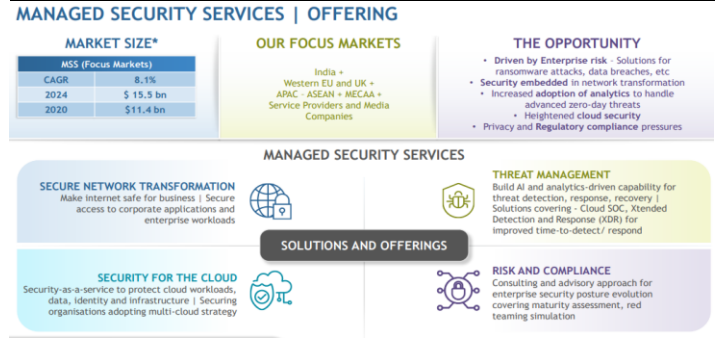 MANAGED SECURITY SERVICES | OFFERING
MARKET SIZE*
MSS (Focus Markets)
CAGR 8.1%
2024 $ 15.5 bn
2020 $11.4 bn
OUR FOCUS MARKETS
India +
Western EU and UK +
APAC – ASEAN + MECAA +
Service Providers and Media
Companies
THE OPPORTUNITY
• Driven by Enterprise risk - Solutions for
ransomware attacks, data breaches, etc
• Security embedded in network transformation
• Increased adoption of analytics to handle
advanced zero-day threats
• Heightened cloud security
• Privacy and Regulatory compliance pressures
MANAGED SECURITY SERVICES
SECURE NETWORK TRANSFORMATION
Make internet safe for business | Secure
access to corporate applications and
enterprise workloads
THREAT MANAGEMENT
Build AI and analytics-driven capability for
threat detection, response, recovery |
Solutions covering - Cloud SOC, Xtended
Detection and Response (XDR) for
improved time-to-detect/ respond
SOLUTIONS AND OFFERINGS
SECURITY FOR THE CLOUD
Security-as-a-service to protect cloud workloads,
data, identity and infrastructure | Securing
organisations adopting multi-cloud strategy
RISK AND COMPLIANCE
Consulting and advisory approach for
enterprise security posture evolution
covering maturity assessment, red
teaming simulation